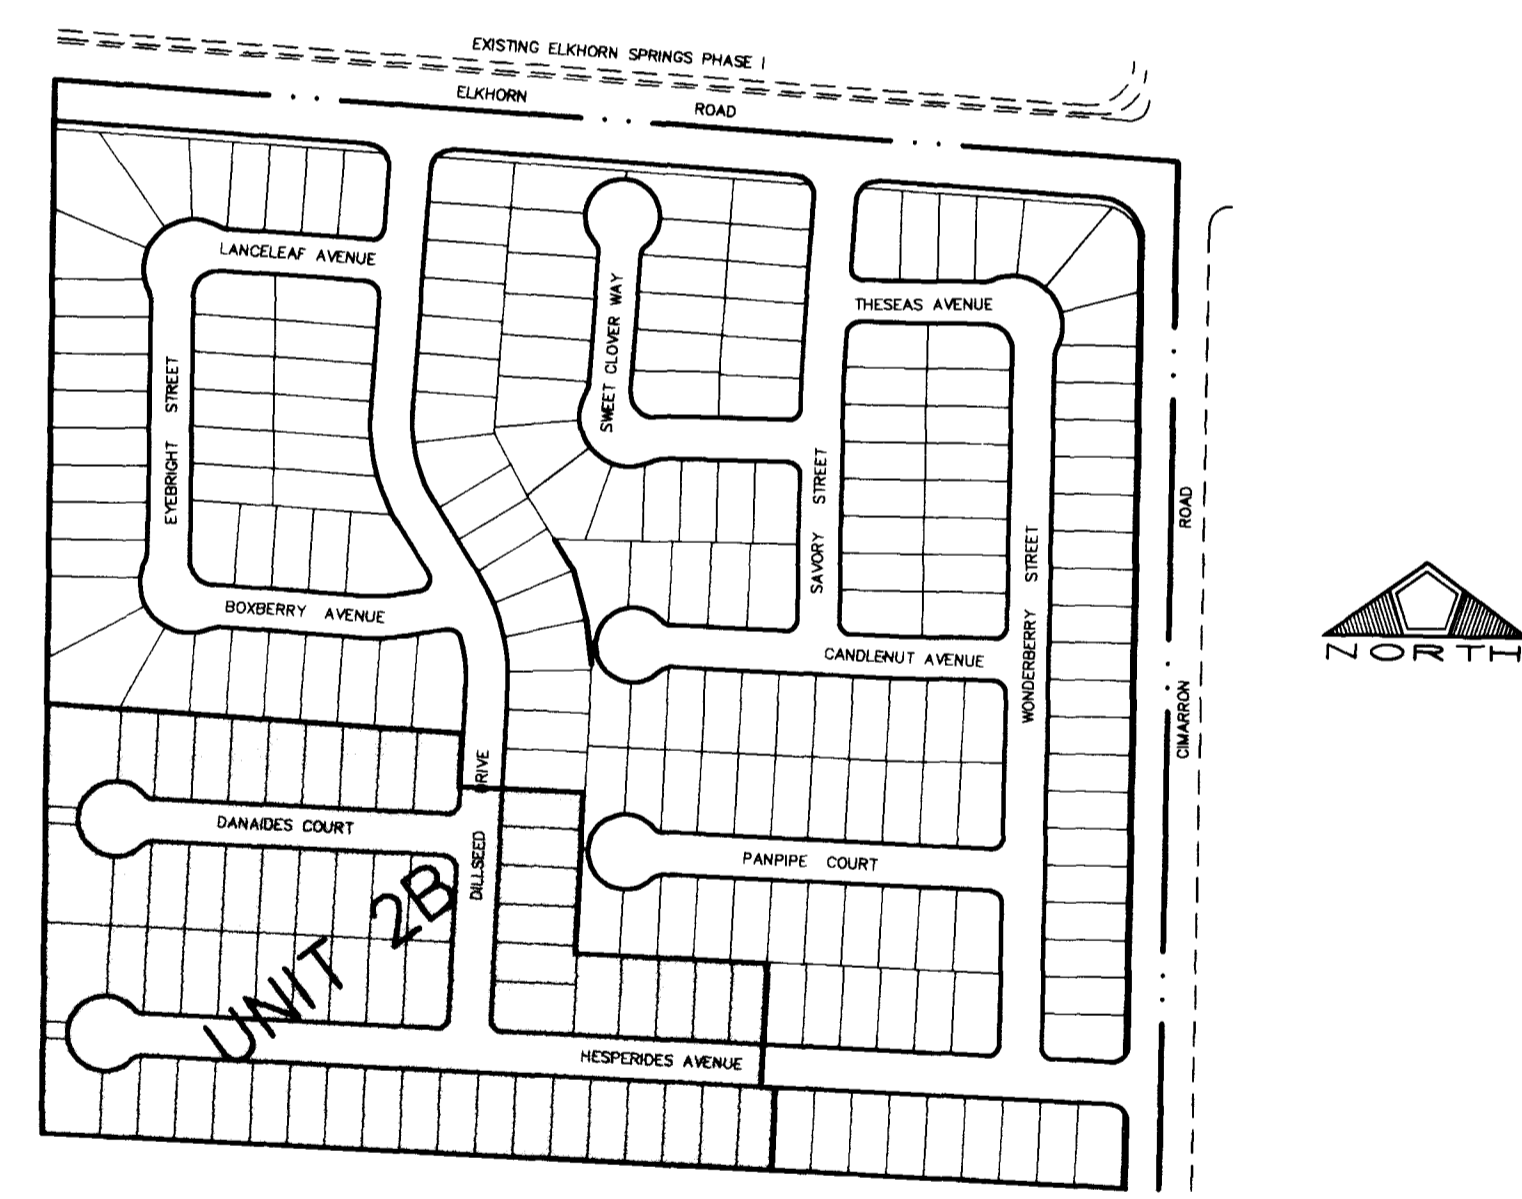 EXISTING ELKHORN SPRINGS PHASE I
ELKHORN ROAD
LANCELEAF AVENUE
THESEAS AVENUE
SWEET CLOVER WAY
EYEBRIGHT STREET
SAVORY STREET
WONDERBERRY STREET
CIMARRON ROAD
BOXBERRY AVENUE
CANDLENUT AVENUE
NORTH
DILLSEED DRIVE
DANAIDES COURT
PANPIPE COURT
UNIT 2B
HESPERIDES AVENUE